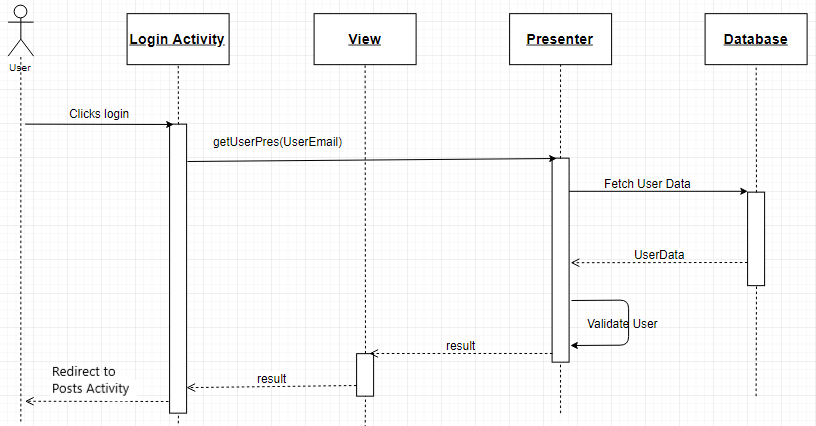 Login Activity
View
Presenter
Database
User
Clicks login
getUserPres(UserEmail)
Fetch User Data
UserData
Validate User
result
result
Redirect to
Posts Activity